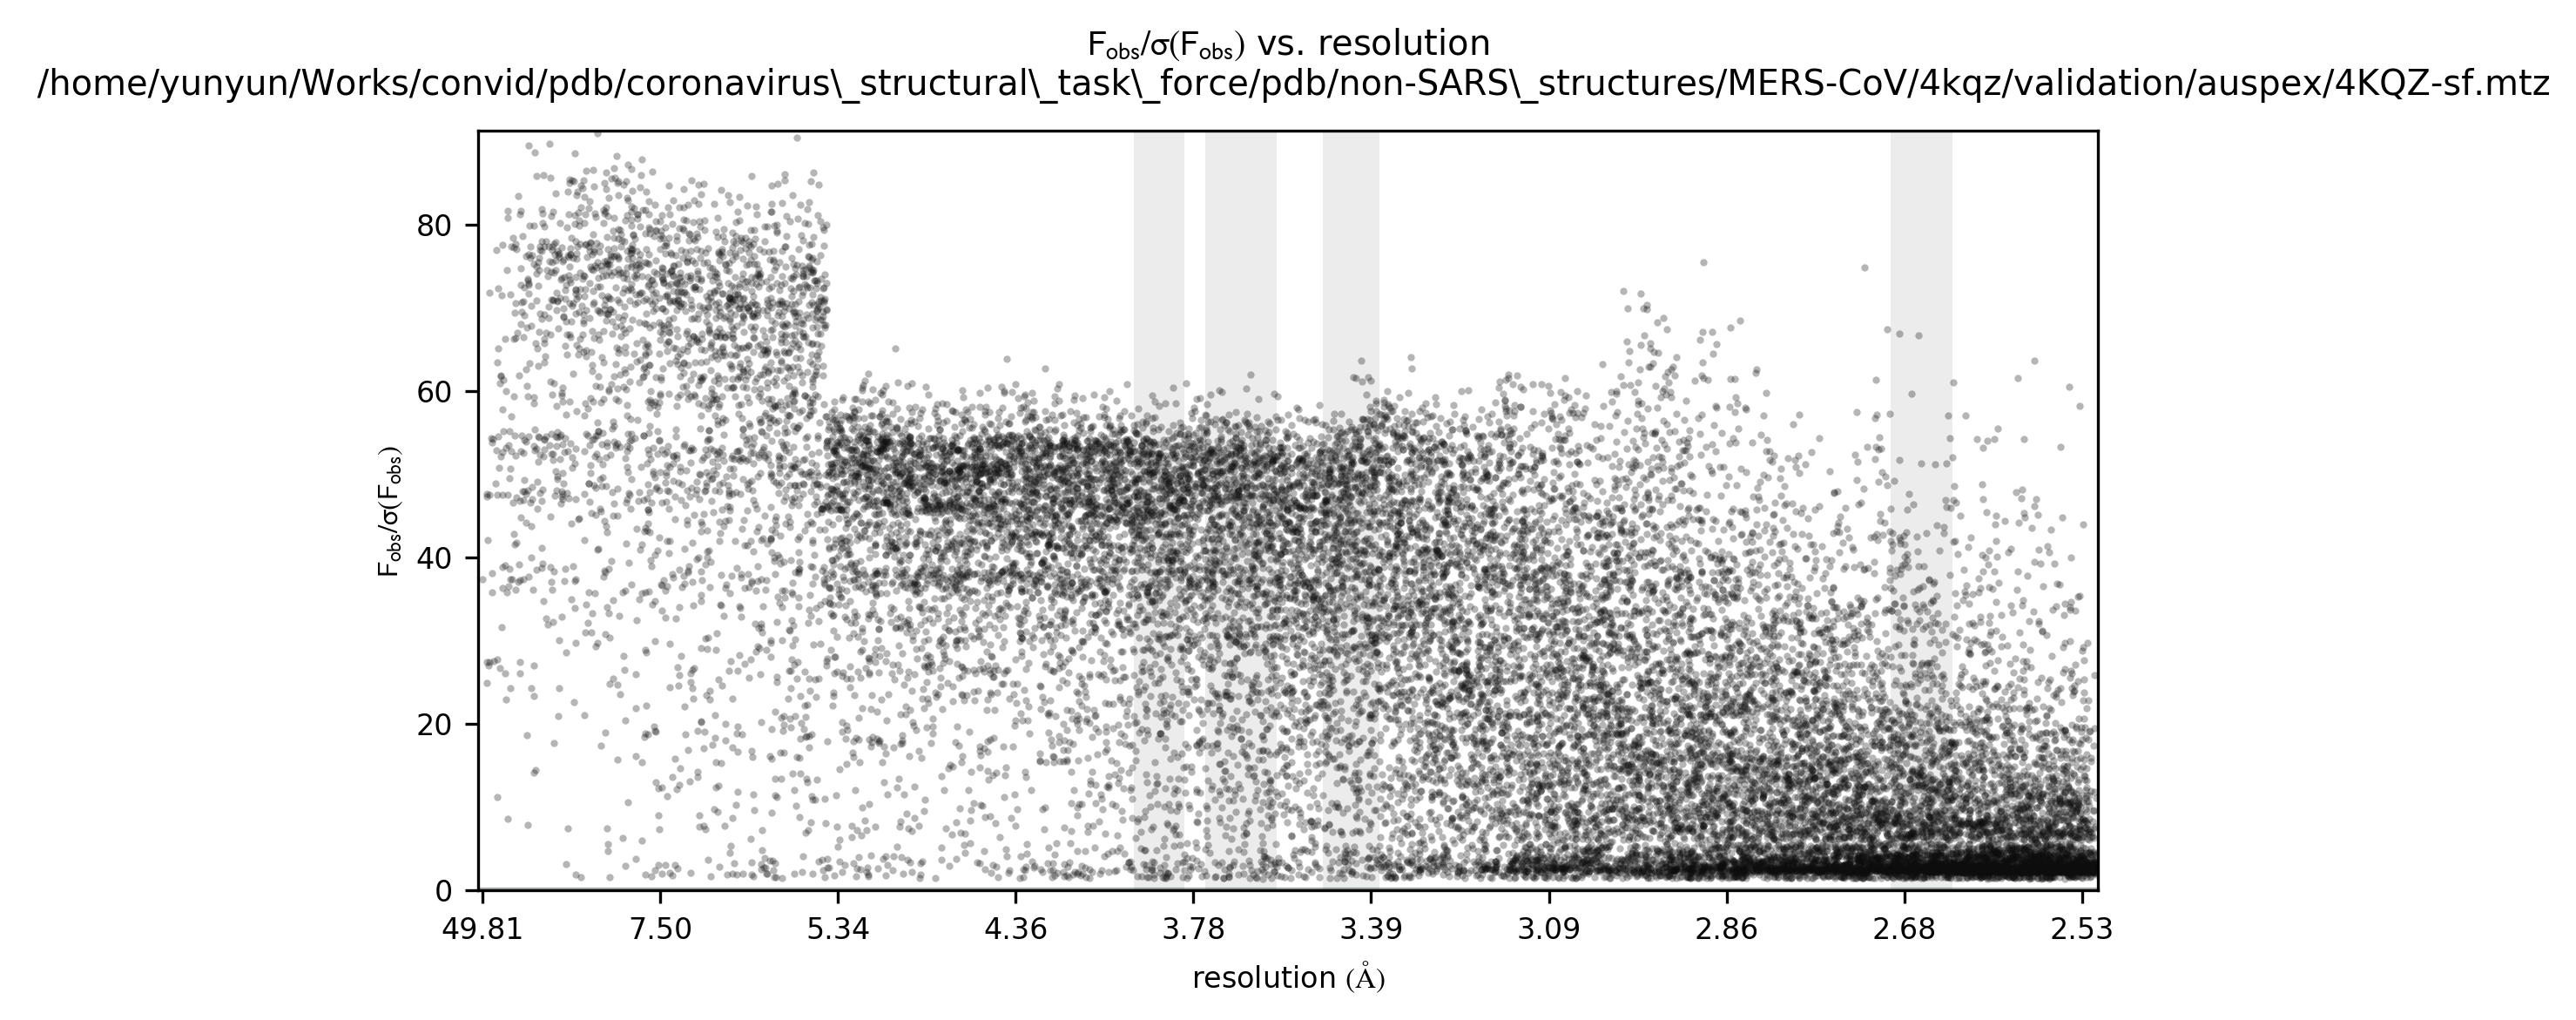 Fobs/σ(Fobs) vs. resolution
/home/yunyun/Works/convid/pdb/coronavirus\_structural\_task\_force/pdb/non-SARS\_structures/MERS-CoV/4kqz/validation/auspex/4KQZ-sf.mtz
80
60
40
20
0
Fobs/σ(Fobs)
49.81 7.50 5.34 4.36 3.78 3.39 3.09 2.86 2.68 2.53
resolution (Å)